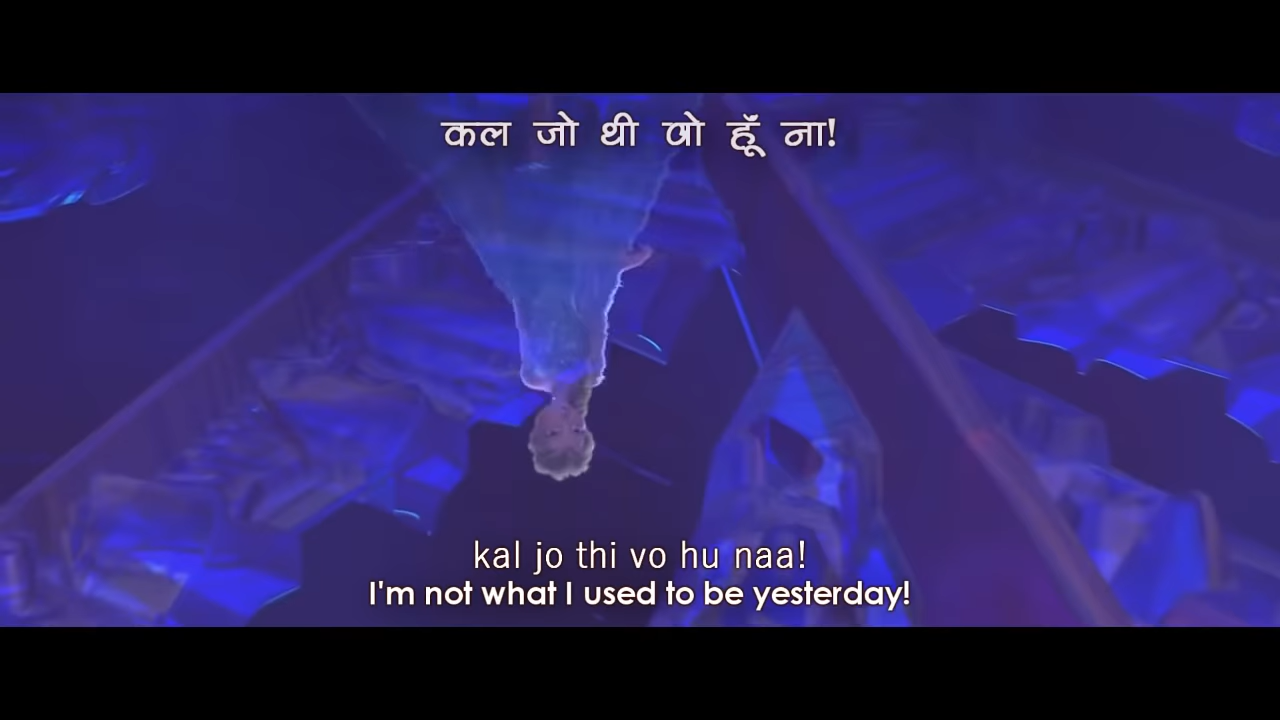 कल जो थी वो हूँ ना!
kal jo thi vo hu naa!
I'm not what I used to be yesterday!